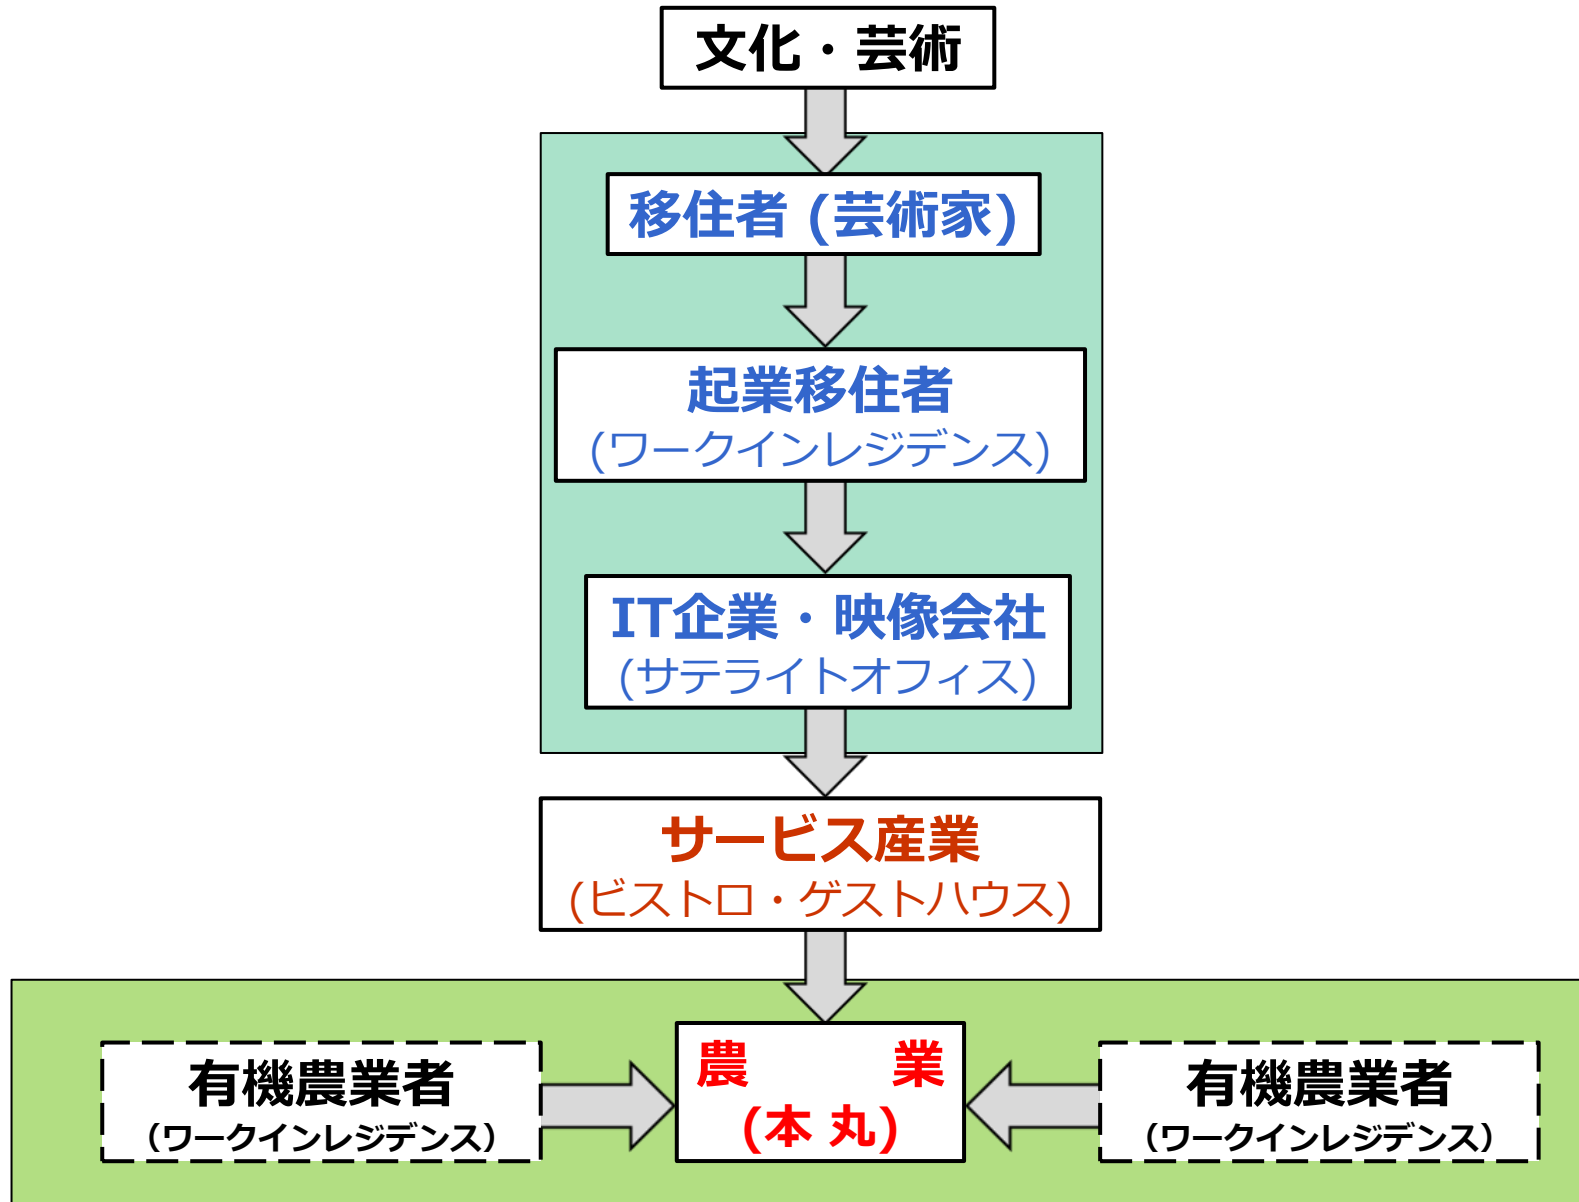 文化・芸術
移住者 (芸術家)
起業移住者
(ワークインレジデンス)
IT企業・映像会社
(サテライトオフィス)
サービス産業
(ビストロ・ゲストハウス)
有機農業者
（ワークインレジデンス）
農　　業
(本 丸)
有機農業者
（ワークインレジデンス）